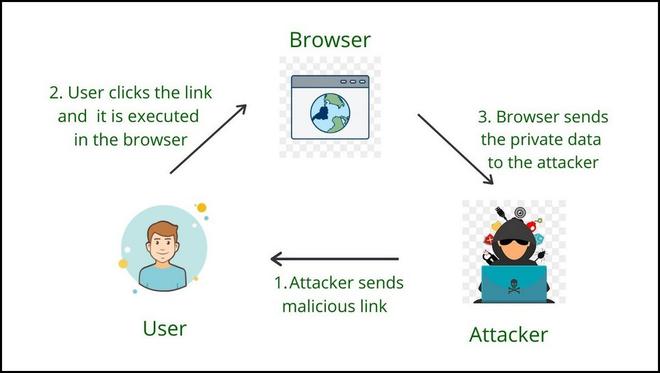 Browser
2. User clicks the link
and it is executed
in the browser
3. Browser sends
the private data
to the attacker
1.Attacker sends
malicious link
User
Attacker